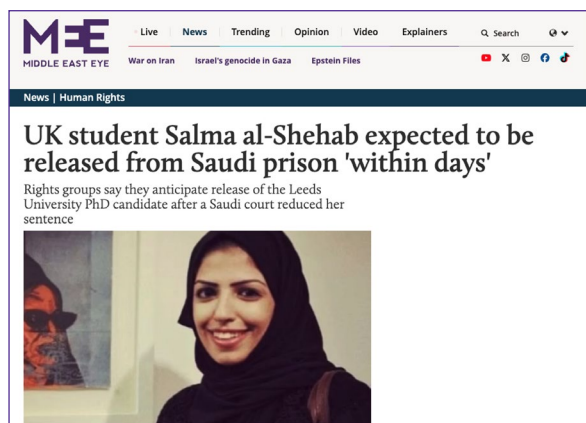 MEE
MIDDLE EAST EYE
Live News Trending Opinion Video Explainers Search
War on Iran Israel's genocide in Gaza Epstein Files
News | Human Rights
UK student Salma al-Shehab expected to be
released from Saudi prison 'within days'
Rights groups say they anticipate release of the Leeds
University PhD candidate after a Saudi court reduced her
sentence